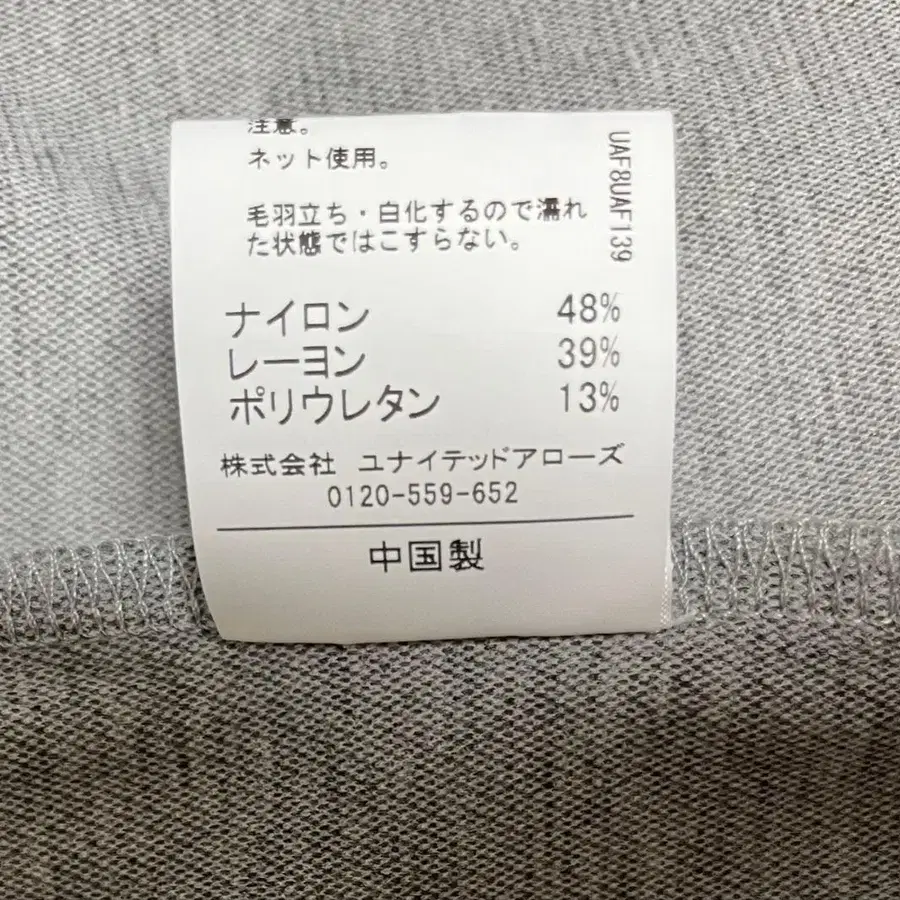 注意。
ネット使用。
毛羽立ち・白化するので濡れ
た状態ではこすらない。
UAF8UAF139
ナイロン 48%
レーヨン 39%
ポリウレタン 13%
株式会社 ユナイテッドアローズ
0120-559-652
中国製